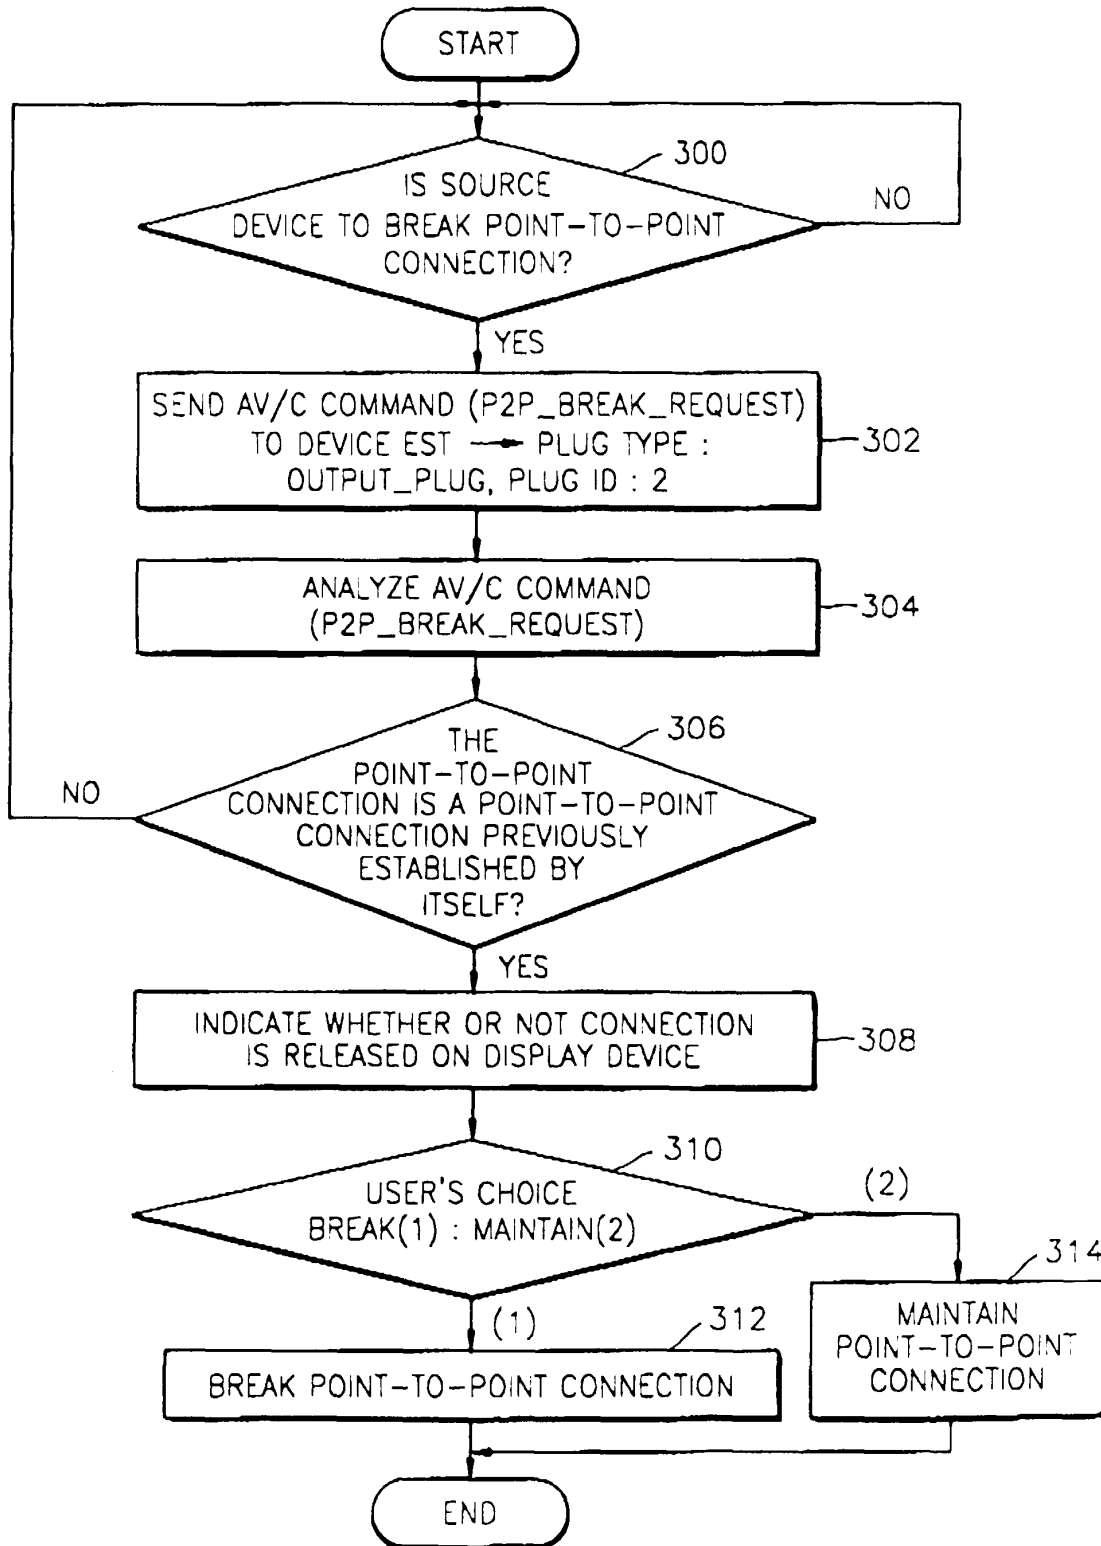 START
300
IS SOURCE
DEVICE TO BREAK POINT-TO-POINT
CONNECTION?
NO
YES
SEND AV/C COMMAND (P2P_BREAK_REQUEST)
TO DEVICE EST → PLUG TYPE :
OUTPUT_PLUG, PLUG ID : 2
302
ANALYZE AV/C COMMAND
(P2P_BREAK_REQUEST)
304
306
THE
POINT-TO-POINT
CONNECTION IS A POINT-TO-POINT
CONNECTION PREVIOUSLY
ESTABLISHED BY
ITSELF?
NO
YES
INDICATE WHETHER OR NOT CONNECTION
IS RELEASED ON DISPLAY DEVICE
308
310
USER'S CHOICE
BREAK(1) : MAINTAIN(2)
(2)
314
MAINTAIN
POINT-TO-POINT
CONNECTION
(1)
312
BREAK POINT-TO-POINT CONNECTION
END